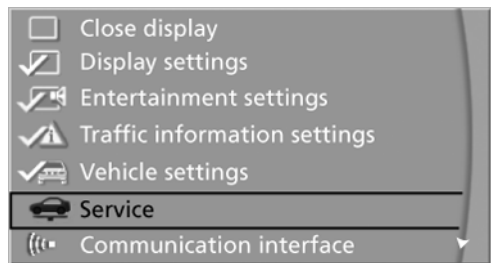 Close display
Display settings
Entertainment settings
Traffic information settings
Vehicle settings
Service
Communication interface